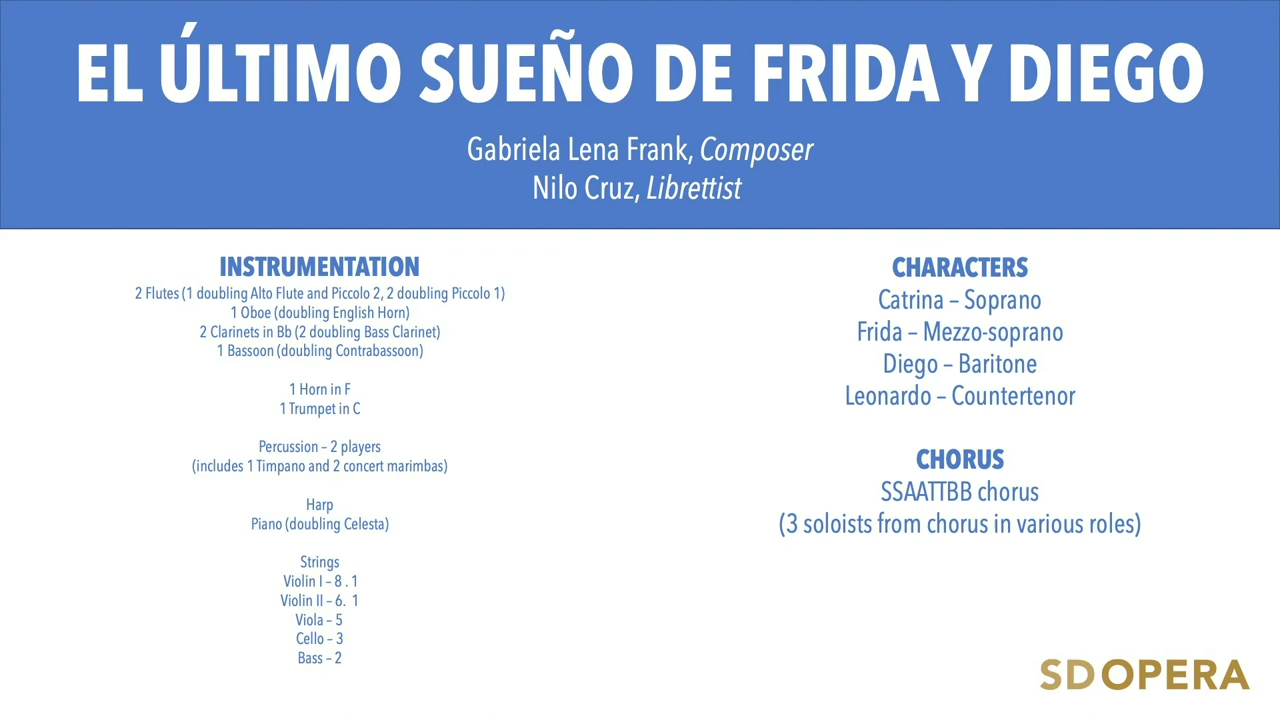 EL ÚLTIMO SUEÑO DE FRIDA Y DIEGO
Gabriela Lena Frank, Composer
Nilo Cruz, Librettist
INSTRUMENTATION
2 Flutes (1 doubling Alto Flute and Piccolo 2, 2 doubling Piccolo 1)
1 Oboe (doubling English Horn)
2 Clarinets in Bb (2 doubling Bass Clarinet)
1 Bassoon (doubling Contrabassoon)
1 Horn in F
1 Trumpet in C
Percussion – 2 players
(includes 1 Timpano and 2 concert marimbas)
Harp
Piano (doubling Celesta)
Strings
Violin I – 8 . 1
Violin II – 6. 1
Viola – 5
Cello – 3
Bass – 2
CHARACTERS
Catrina – Soprano
Frida – Mezzo-soprano
Diego – Baritone
Leonardo – Countertenor
CHORUS
SSAATTBB chorus
(3 soloists from chorus in various roles)
SD OPERA